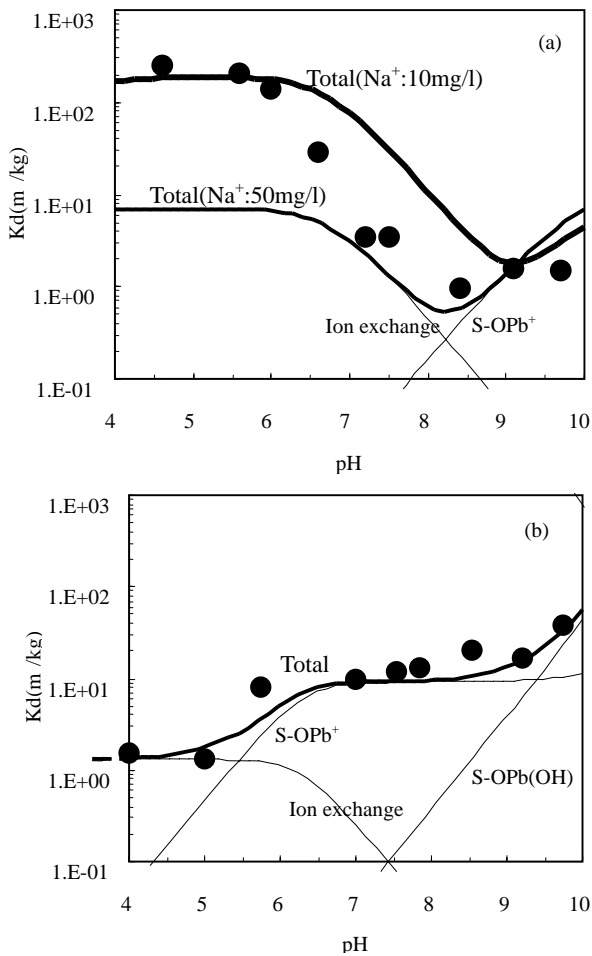 1.E+03
(a)
Total(Na⁺:10mg/l)
1.E+02
Kd(m /kg)
Total(Na⁺:50mg/l)
1.E+01
1.E+00
Ion exchange
S-OPb⁺
1.E-01
4 5 6 7 8 9 10
pH
1.E+03
(b)
1.E+02
Kd(m /kg)
Total
1.E+01
S-OPb⁺
S-OPb(OH)
1.E+00
Ion exchange
1.E-01
4 5 6 7 8 9 10
pH